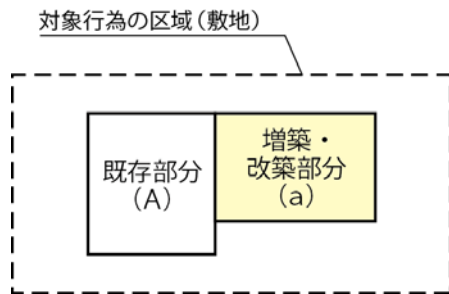 対象行為の区域（敷地）
既存部分
（A）
増築・
改築部分
（a）